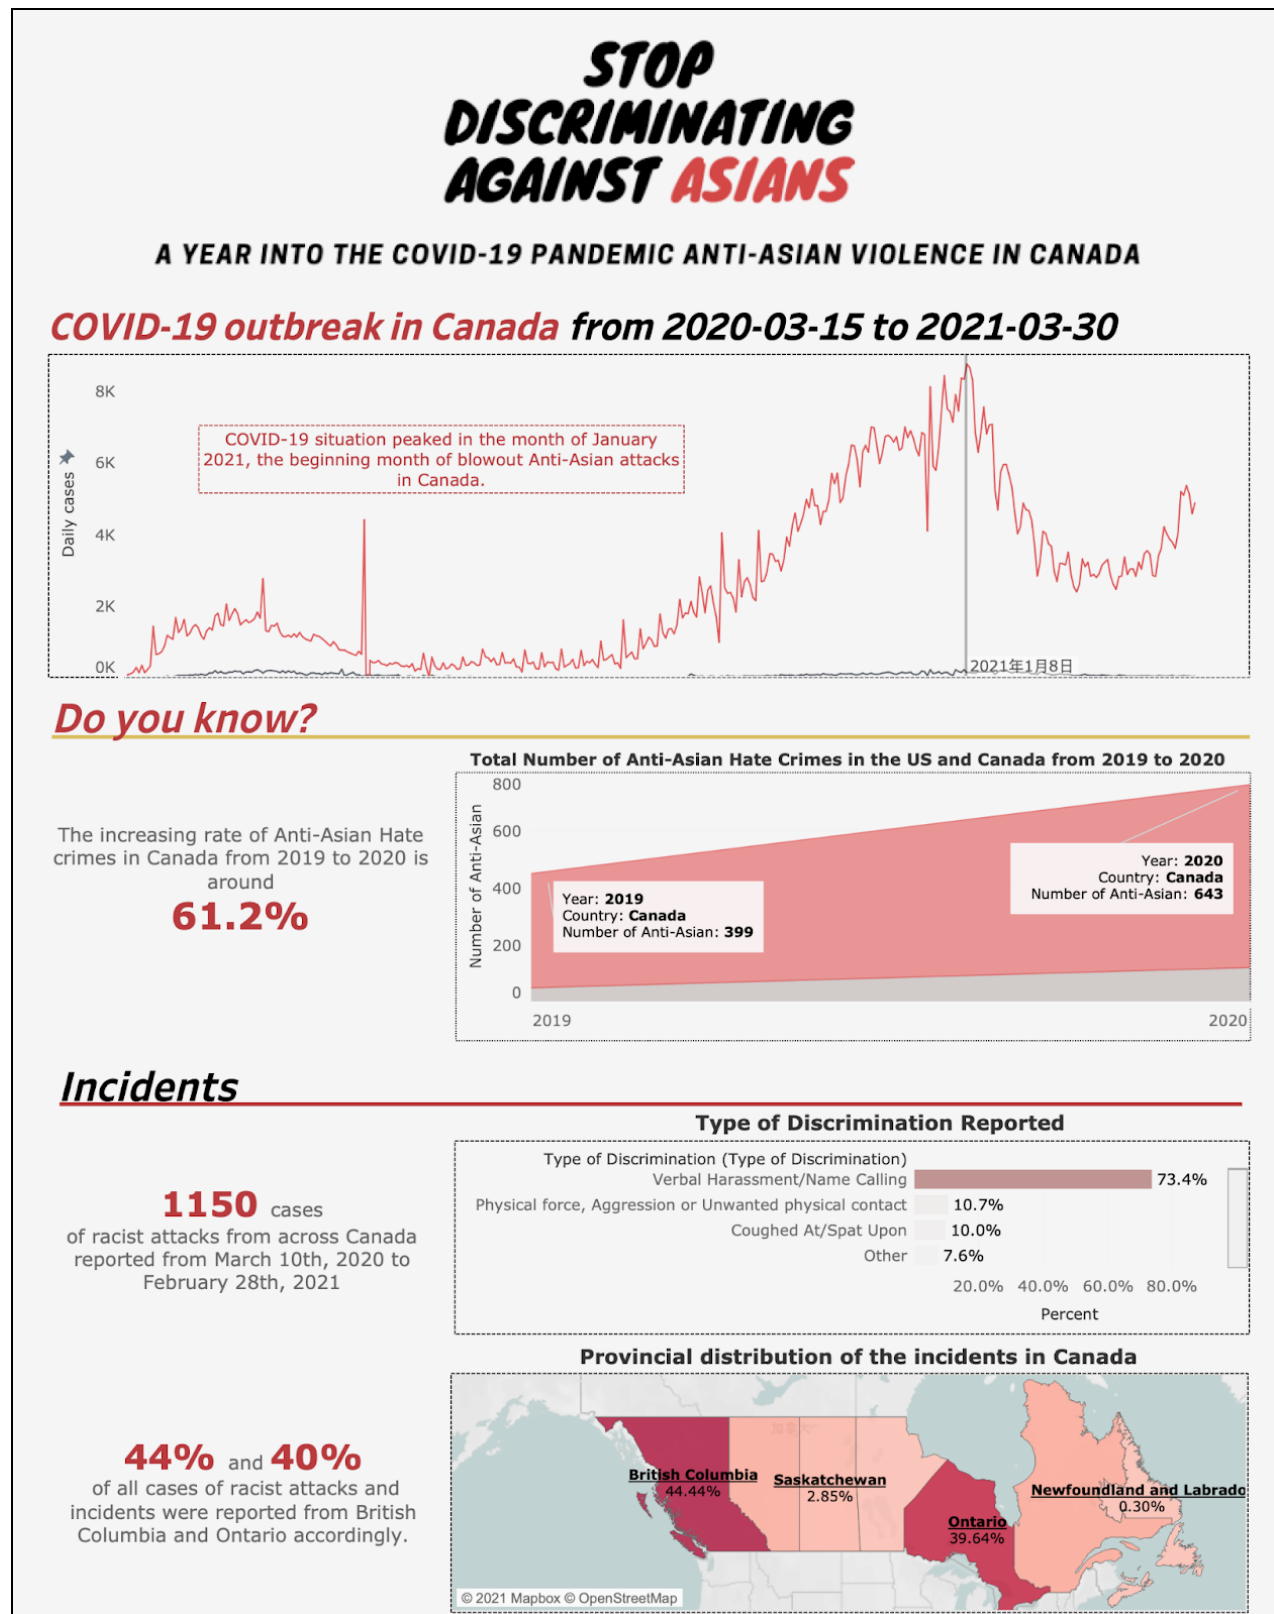 STOP
DISCRIMINATING
AGAINST ASIANS
A YEAR INTO THE COVID-19 PANDEMIC ANTI-ASIAN VIOLENCE IN CANADA
COVID-19 outbreak in Canada from 2020-03-15 to 2021-03-30
8K
6K
4K
2K
0K
Daily cases
COVID-19 situation peaked in the month of January
2021, the beginning month of blowout Anti-Asian attacks
in Canada.
2021年1月8日
Do you know?
The increasing rate of Anti-Asian Hate
crimes in Canada from 2019 to 2020 is
around
61.2%
Total Number of Anti-Asian Hate Crimes in the US and Canada from 2019 to 2020
Number of Anti-Asian
800
600
400
200
0
Year: 2019
Country: Canada
Number of Anti-Asian: 399
Year: 2020
Country: Canada
Number of Anti-Asian: 643
2019
2020
Incidents
1150 cases
of racist attacks from across Canada
reported from March 10th, 2020 to
February 28th, 2021
Type of Discrimination Reported
Type of Discrimination (Type of Discrimination)
Verbal Harassment/Name Calling 73.4%
Physical force, Aggression or Unwanted physical contact 10.7%
Coughed At/Spat Upon 10.0%
Other 7.6%
20.0% 40.0% 60.0% 80.0%
Percent
44% and 40%
of all cases of racist attacks and
incidents were reported from British
Columbia and Ontario accordingly.
Provincial distribution of the incidents in Canada
British Columbia
44.44%
Saskatchewan
2.85%
Ontario
39.64%
Newfoundland and Labrado
0.30%
© 2021 Mapbox © OpenStreetMap